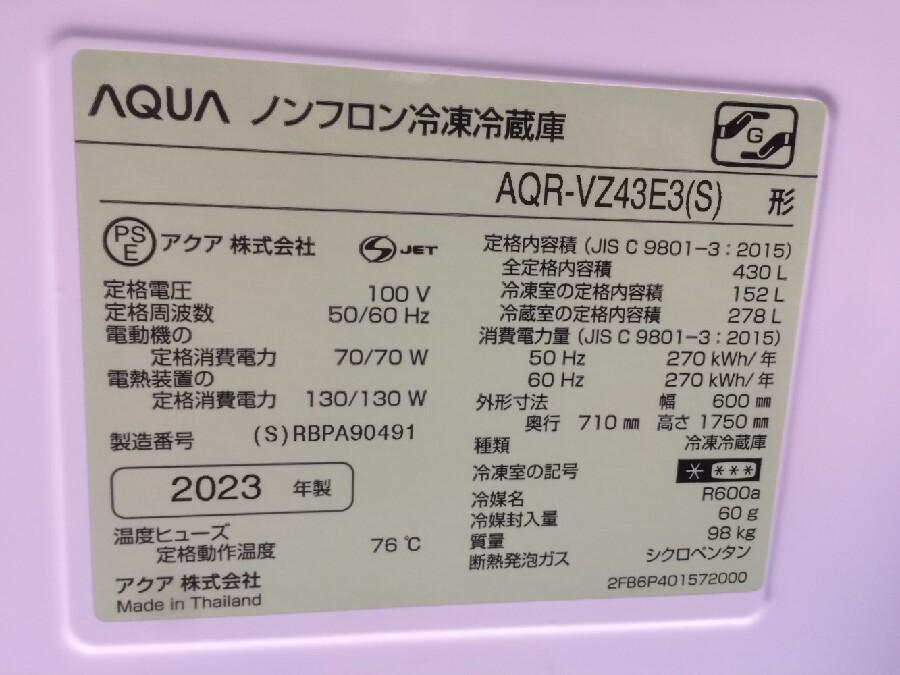 AQUA ノンフロン冷凍冷蔵庫
G
AQR-VZ43E3(S) 形
PSE アクア 株式会社 S JET
定格電圧 100 V
定格周波数 50/60 Hz
電動機の
定格消費電力 70/70 W
電熱装置の
定格消費電力 130/130 W
製造番号 (S)RBPA90491
2023 年製
温度ヒューズ
定格動作温度 76 ℃
アクア 株式会社
Made in Thailand
定格内容積 (JIS C 9801-3:2015)
全定格内容積 430 L
冷凍室の定格内容積 152 L
冷蔵室の定格内容積 278 L
消費電力量 (JIS C 9801-3:2015)
50 Hz 270 kWh/年
60 Hz 270 kWh/年
外形寸法 幅 600 ㎜
奥行 710 ㎜ 高さ 1750 ㎜
種類 冷凍冷蔵庫
冷凍室の記号 * ***
冷媒名 R600a
冷媒封入量 60 g
質量 98 kg
断熱発泡ガス シクロペンタン
2FB6P401572000